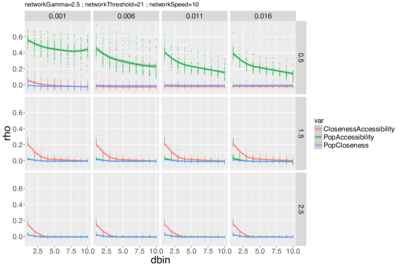 networkGamma=2.5 ; networkThreshold=21 ; networkSpeed=10
0.001 0.006 0.011 0.016
0.6
0.4
0.2
0.0
0.5
0.6
0.4
0.2
0.0
1.5
0.6
0.4
0.2
0.0
2.5
2.5 5.0 7.5 10.0 2.5 5.0 7.5 10.0 2.5 5.0 7.5 10.0 2.5 5.0 7.5 10.0
dbin
rho
var
ClosenessAccessibility
PopAccessibility
PopCloseness